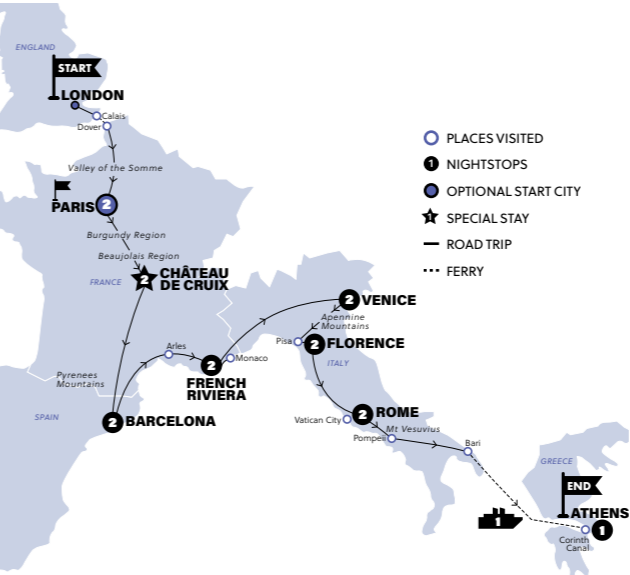 ENGLAND
START
LONDON
Calais
Dover
Valley of the Somme
PARIS
2
Burgundy Region
Beaujolais Region
FRANCE
2
CHÂTEAU
DE CRUIX
PLACES VISITED
1 NIGHTSTOPS
OPTIONAL START CITY
1 SPECIAL STAY
ROAD TRIP
FERRY
2 VENICE
Apennine
Mountains
Pisa
2 FLORENCE
ITALY
Arles
Monaco
2
FRENCH
RIVIERA
Pyrenees
Mountains
SPAIN
2 BARCELONA
2 ROME
Vatican City
Mt Vesuvius
Pompeii
Bari
GREECE
END
ATHENS
1
1
Corinth
Canal